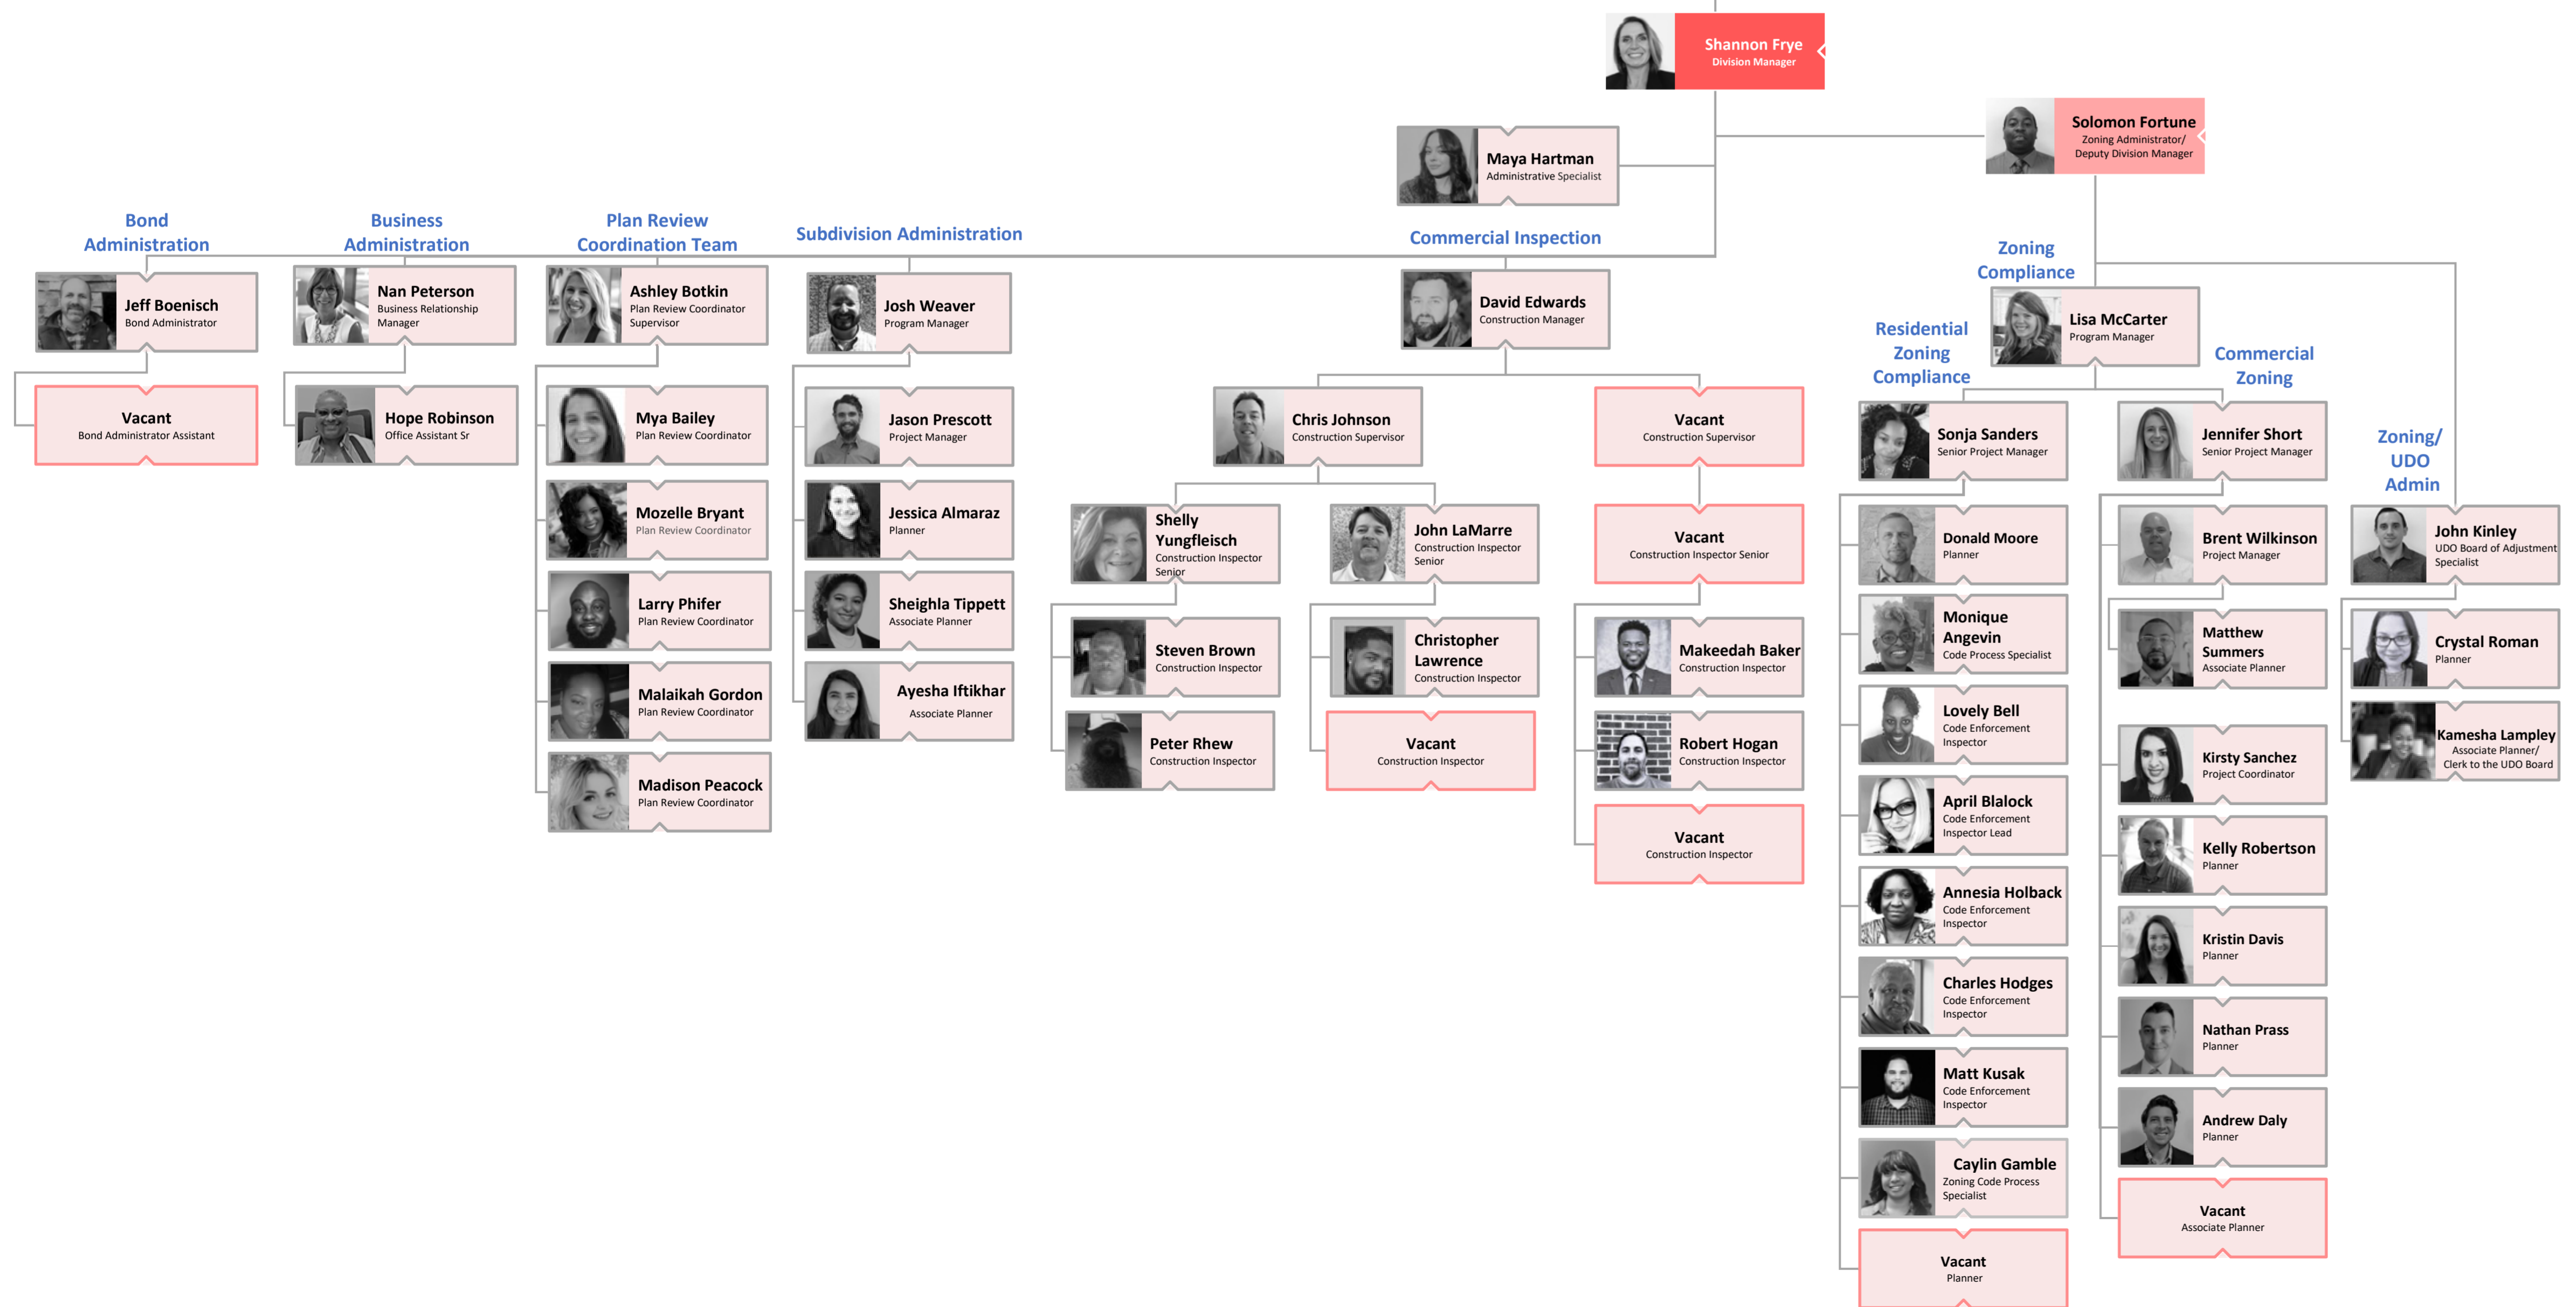 Shannon Frye
Division Manager
Solomon Fortune
Zoning Administrator/
Deputy Division Manager
Maya Hartman
Administrative Specialist
Bond
Administration
Jeff Boenisch
Bond Administrator
Vacant
Bond Administrator Assistant
Business
Administration
Nan Peterson
Business Relationship
Manager
Hope Robinson
Office Assistant Sr
Plan Review
Coordination Team
Ashley Botkin
Plan Review Coordinator
Supervisor
Mya Bailey
Plan Review Coordinator
Mozelle Bryant
Plan Review Coordinator
Larry Phifer
Plan Review Coordinator
Malaikah Gordon
Plan Review Coordinator
Madison Peacock
Plan Review Coordinator
Subdivision Administration
Josh Weaver
Program Manager
Jason Prescott
Project Manager
Jessica Almaraz
Planner
Sheighla Tippett
Associate Planner
Ayesha Iftikhar
Associate Planner
Commercial Inspection
David Edwards
Construction Manager
Chris Johnson
Construction Supervisor
Shelly
Yungfleisch
Construction Inspector
Senior
Steven Brown
Construction Inspector
Peter Rhew
Construction Inspector
John LaMarre
Construction Inspector
Senior
Christopher
Lawrence
Construction Inspector
Vacant
Construction Inspector
Vacant
Construction Supervisor
Vacant
Construction Inspector Senior
Makeedah Baker
Construction Inspector
Robert Hogan
Construction Inspector
Vacant
Construction Inspector
Zoning
Compliance
Lisa McCarter
Program Manager
Residential
Zoning
Compliance
Sonja Sanders
Senior Project Manager
Donald Moore
Planner
Monique
Angevin
Code Process Specialist
Lovely Bell
Code Enforcement
Inspector
April Blalock
Code Enforcement
Inspector Lead
Annesia Holback
Code Enforcement
Inspector
Charles Hodges
Code Enforcement
Inspector
Matt Kusak
Code Enforcement
Inspector
Caylin Gamble
Zoning Code Process
Specialist
Vacant
Planner
Commercial
Zoning
Jennifer Short
Senior Project Manager
Brent Wilkinson
Project Manager
Matthew
Summers
Associate Planner
Kirsty Sanchez
Project Coordinator
Kelly Robertson
Planner
Kristin Davis
Planner
Nathan Prass
Planner
Andrew Daly
Planner
Vacant
Associate Planner
Zoning/
UDO
Admin
John Kinley
UDO Board of Adjustment
Specialist
Crystal Roman
Planner
Kamesha Lampley
Associate Planner/
Clerk to the UDO Board